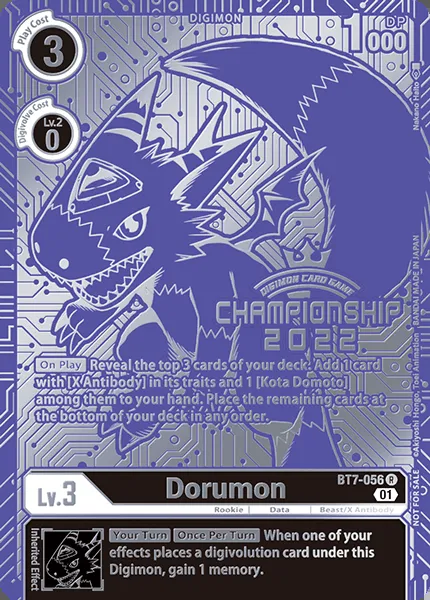 DIGIMON
Play Cost
3
DP
1000
Digivolve Cost
Lv.2
0
Nakano Haito
DIGIMON CARD GAME
CHAMPIONSHIP
2022
On Play Reveal the top 3 cards of your deck. Add 1 card
with [X Antibody] in its traits and 1 [Kota Domoto]
among them to your hand. Place the remaining cards at
the bottom of your deck in any order.
©Akiyoshi Hongo, Toei Animation BANDAI MADE IN JAPAN
NOT FOR SALE
BT7-056 R
01
Lv.3
Dorumon
Rookie | Data | Beast/X Antibody
Inherited Effect
Your Turn Once Per Turn When one of your
effects places a digivolution card under this
Digimon, gain 1 memory.